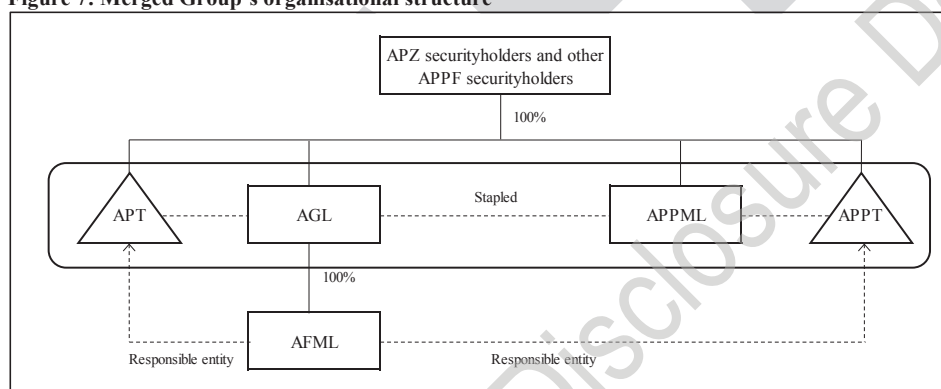 Figure 7: Merged Group's organisational structure
APZ securityholders and other
APPF securityholders
100%
APT
AGL
Stapled
APPML
APPT
100%
AFML
Responsible entity
Responsible entity
Disclosure D